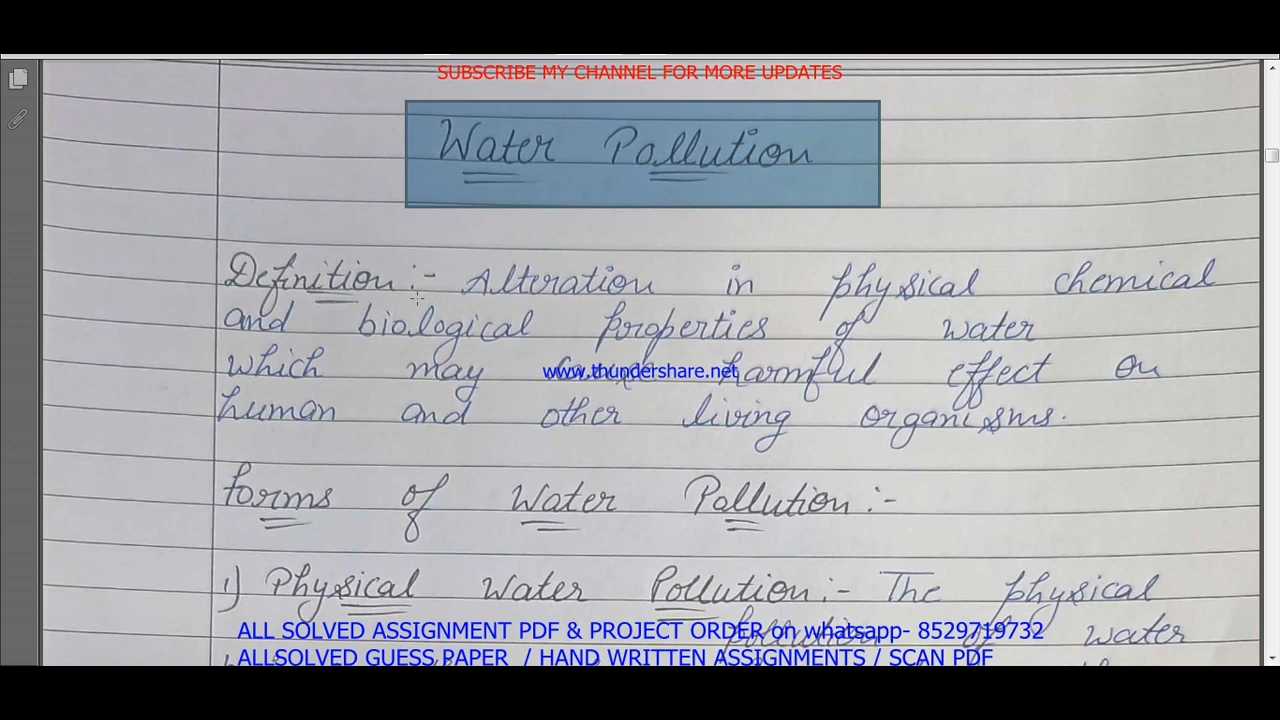 SUBSCRIBE MY CHANNEL FOR MORE UPDATES
Water Pollution
Definition :- Alteration in physical chemical
and biological properties of water
which may harmful effect on
www.thundershare.net
human and other living organisms.
forms of Water Pollution :-
1) Physical Water Pollution :- The physical
pollution of water
ALL SOLVED ASSIGNMENT PDF & PROJECT ORDER on whatsapp- 8529719732
ALLSOLVED GUESS PAPER / HAND WRITTEN ASSIGNMENTS / SCAN PDF